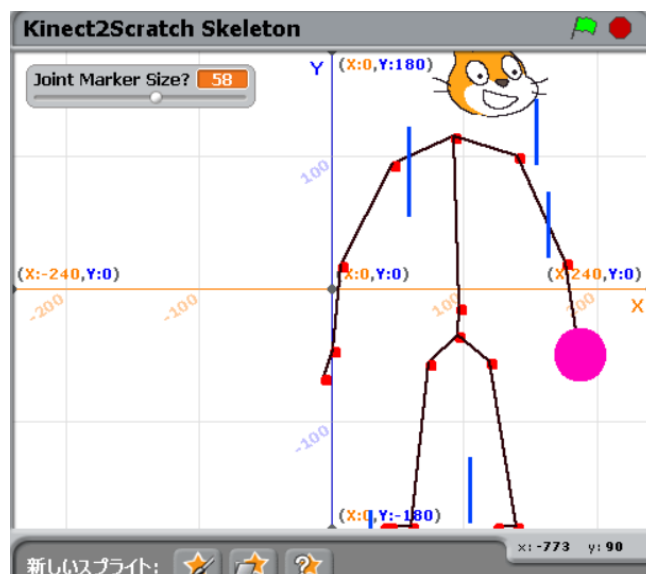 Kinect2Scratch Skeleton
Joint Marker Size? 58
Y (X:0,Y:180)
100
(X:-240,Y:0) (X:0,Y:0) (X:240,Y:0)
-200 -100 100 200 X
-100
(X:0,Y:-180)
新しいスプライト:
x: -773 y: 90